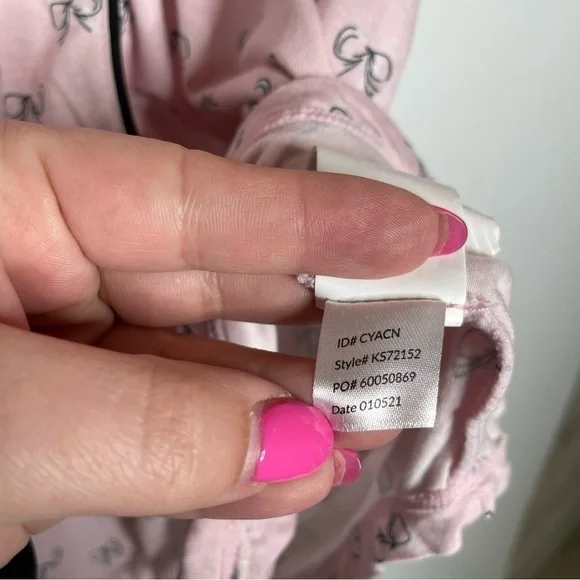 ID# CYACN
Style# KS72152
PO# 60050869
Date 010521